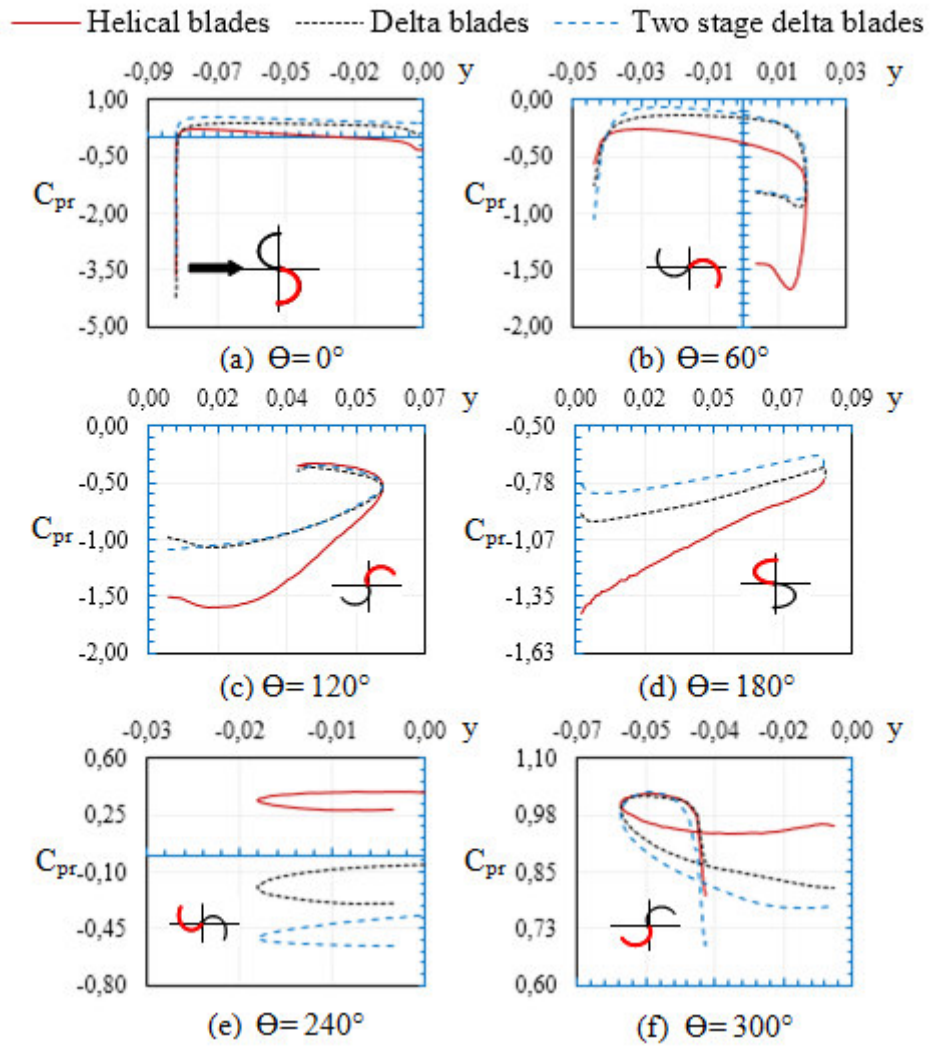 Helical blades Delta blades Two stage delta blades
-0,09 -0,07 -0,05 -0,02 0,00 y
1,00
-0,50
-2,00
-3,50
-5,00
Cpr
(a) Ө= 0°
-0,05 -0,03 -0,01 0,01 0,03 y
0,00
-0,50
-1,00
-1,50
-2,00
Cpr
(b) Ө= 60°
0,00 0,02 0,04 0,05 0,07 y
0,00
-0,50
-1,00
-1,50
-2,00
Cpr
(c) Ө= 120°
0,00 0,02 0,05 0,07 0,09 y
-0,50
-0,78
-1,07
-1,35
-1,63
Cpr
(d) Ө= 180°
-0,03 -0,02 -0,01 0,00 y
0,60
0,25
-0,10
-0,45
-0,80
Cpr
(e) Ө= 240°
-0,07 -0,05 -0,04 -0,02 0,00 y
1,10
0,98
0,85
0,73
0,60
Cpr
(f) Ө= 300°